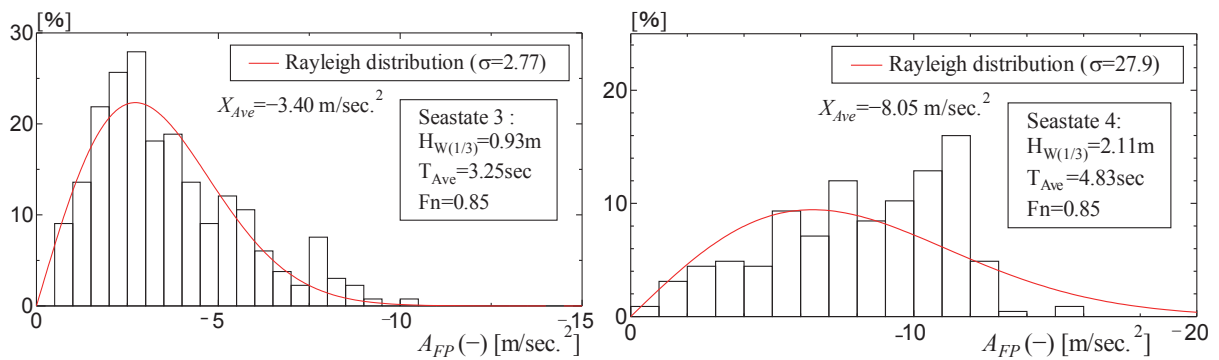 [%]
30
20
10
0
Rayleigh distribution (σ=2.77)
X_Ave=−3.40 m/sec.²
Seastate 3 :
H_W(1/3)=0.93m
T_Ave=3.25sec
Fn=0.85
0 −5 −10 −15
A_FP (−) [m/sec.²]
[%]
20
10
0
Rayleigh distribution (σ=27.9)
X_Ave=−8.05 m/sec.²
Seastate 4:
H_W(1/3)=2.11m
T_Ave=4.83sec
Fn=0.85
0 -10 −20
A_FP (−) [m/sec.²]